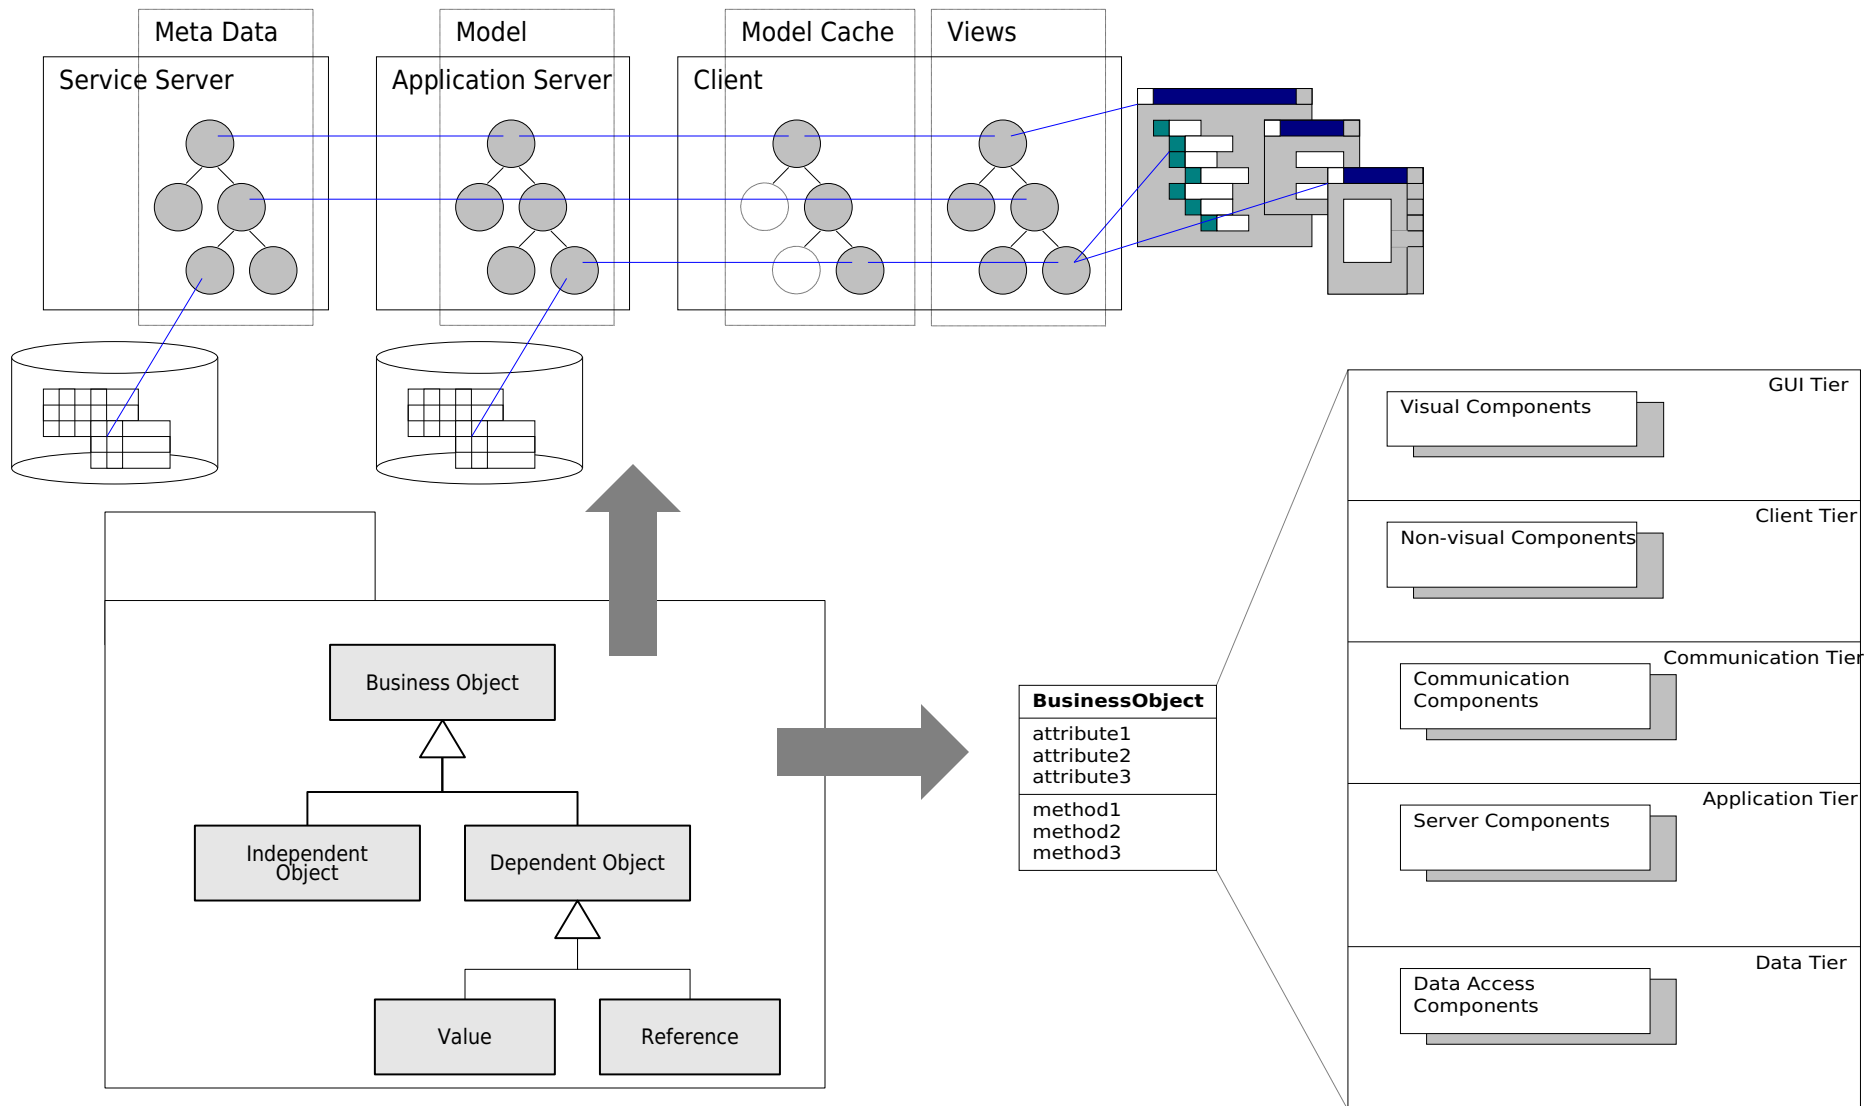 Meta Data
Model
Model Cache
Views
Service Server
Application Server
Client
GUI Tier
Visual Components
Client Tier
Non-visual Components
Communication Tier
Communication
Components
Application Tier
Server Components
Data Tier
Data Access
Components
Business Object
Independent
Object
Dependent Object
Value
Reference
BusinessObject
attribute1
attribute2
attribute3
method1
method2
method3